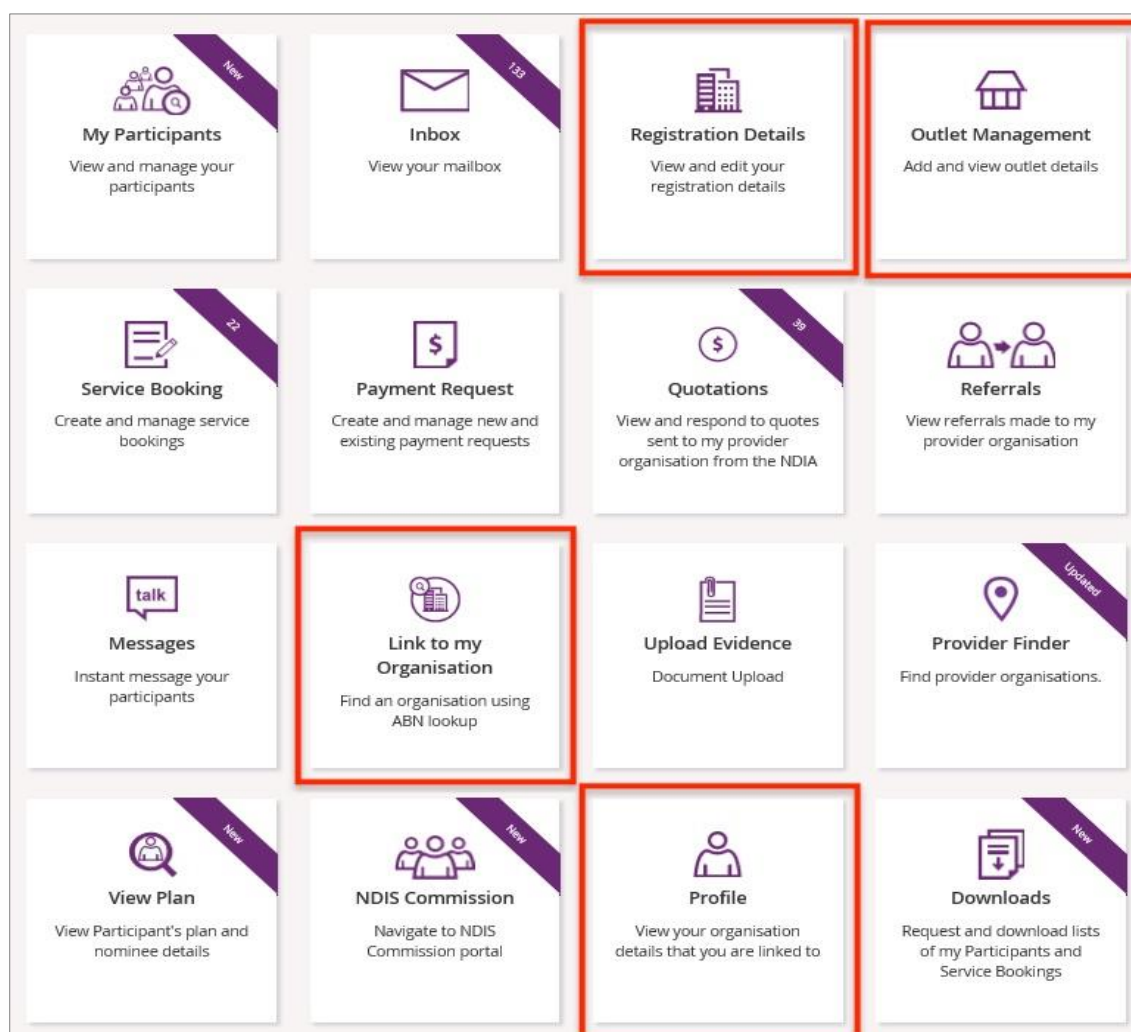 New
My Participants
View and manage your
participants
133
Inbox
View your mailbox
Registration Details
View and edit your
registration details
Outlet Management
Add and view outlet details
22
Service Booking
Create and manage service
bookings
$
Payment Request
Create and manage new and
existing payment requests
39
$
Quotations
View and respond to quotes
sent to my provider
organisation from the NDIA
Referrals
View referrals made to my
provider organisation
talk
Messages
Instant message your
participants
Link to my
Organisation
Find an organisation using
ABN lookup
Upload Evidence
Document Upload
Updated
Provider Finder
Find provider organisations.
New
View Plan
View Participant's plan and
nominee details
New
NDIS Commission
Navigate to NDIS
Commission portal
Profile
View your organisation
details that you are linked to
New
Downloads
Request and download lists
of my Participants and
Service Bookings